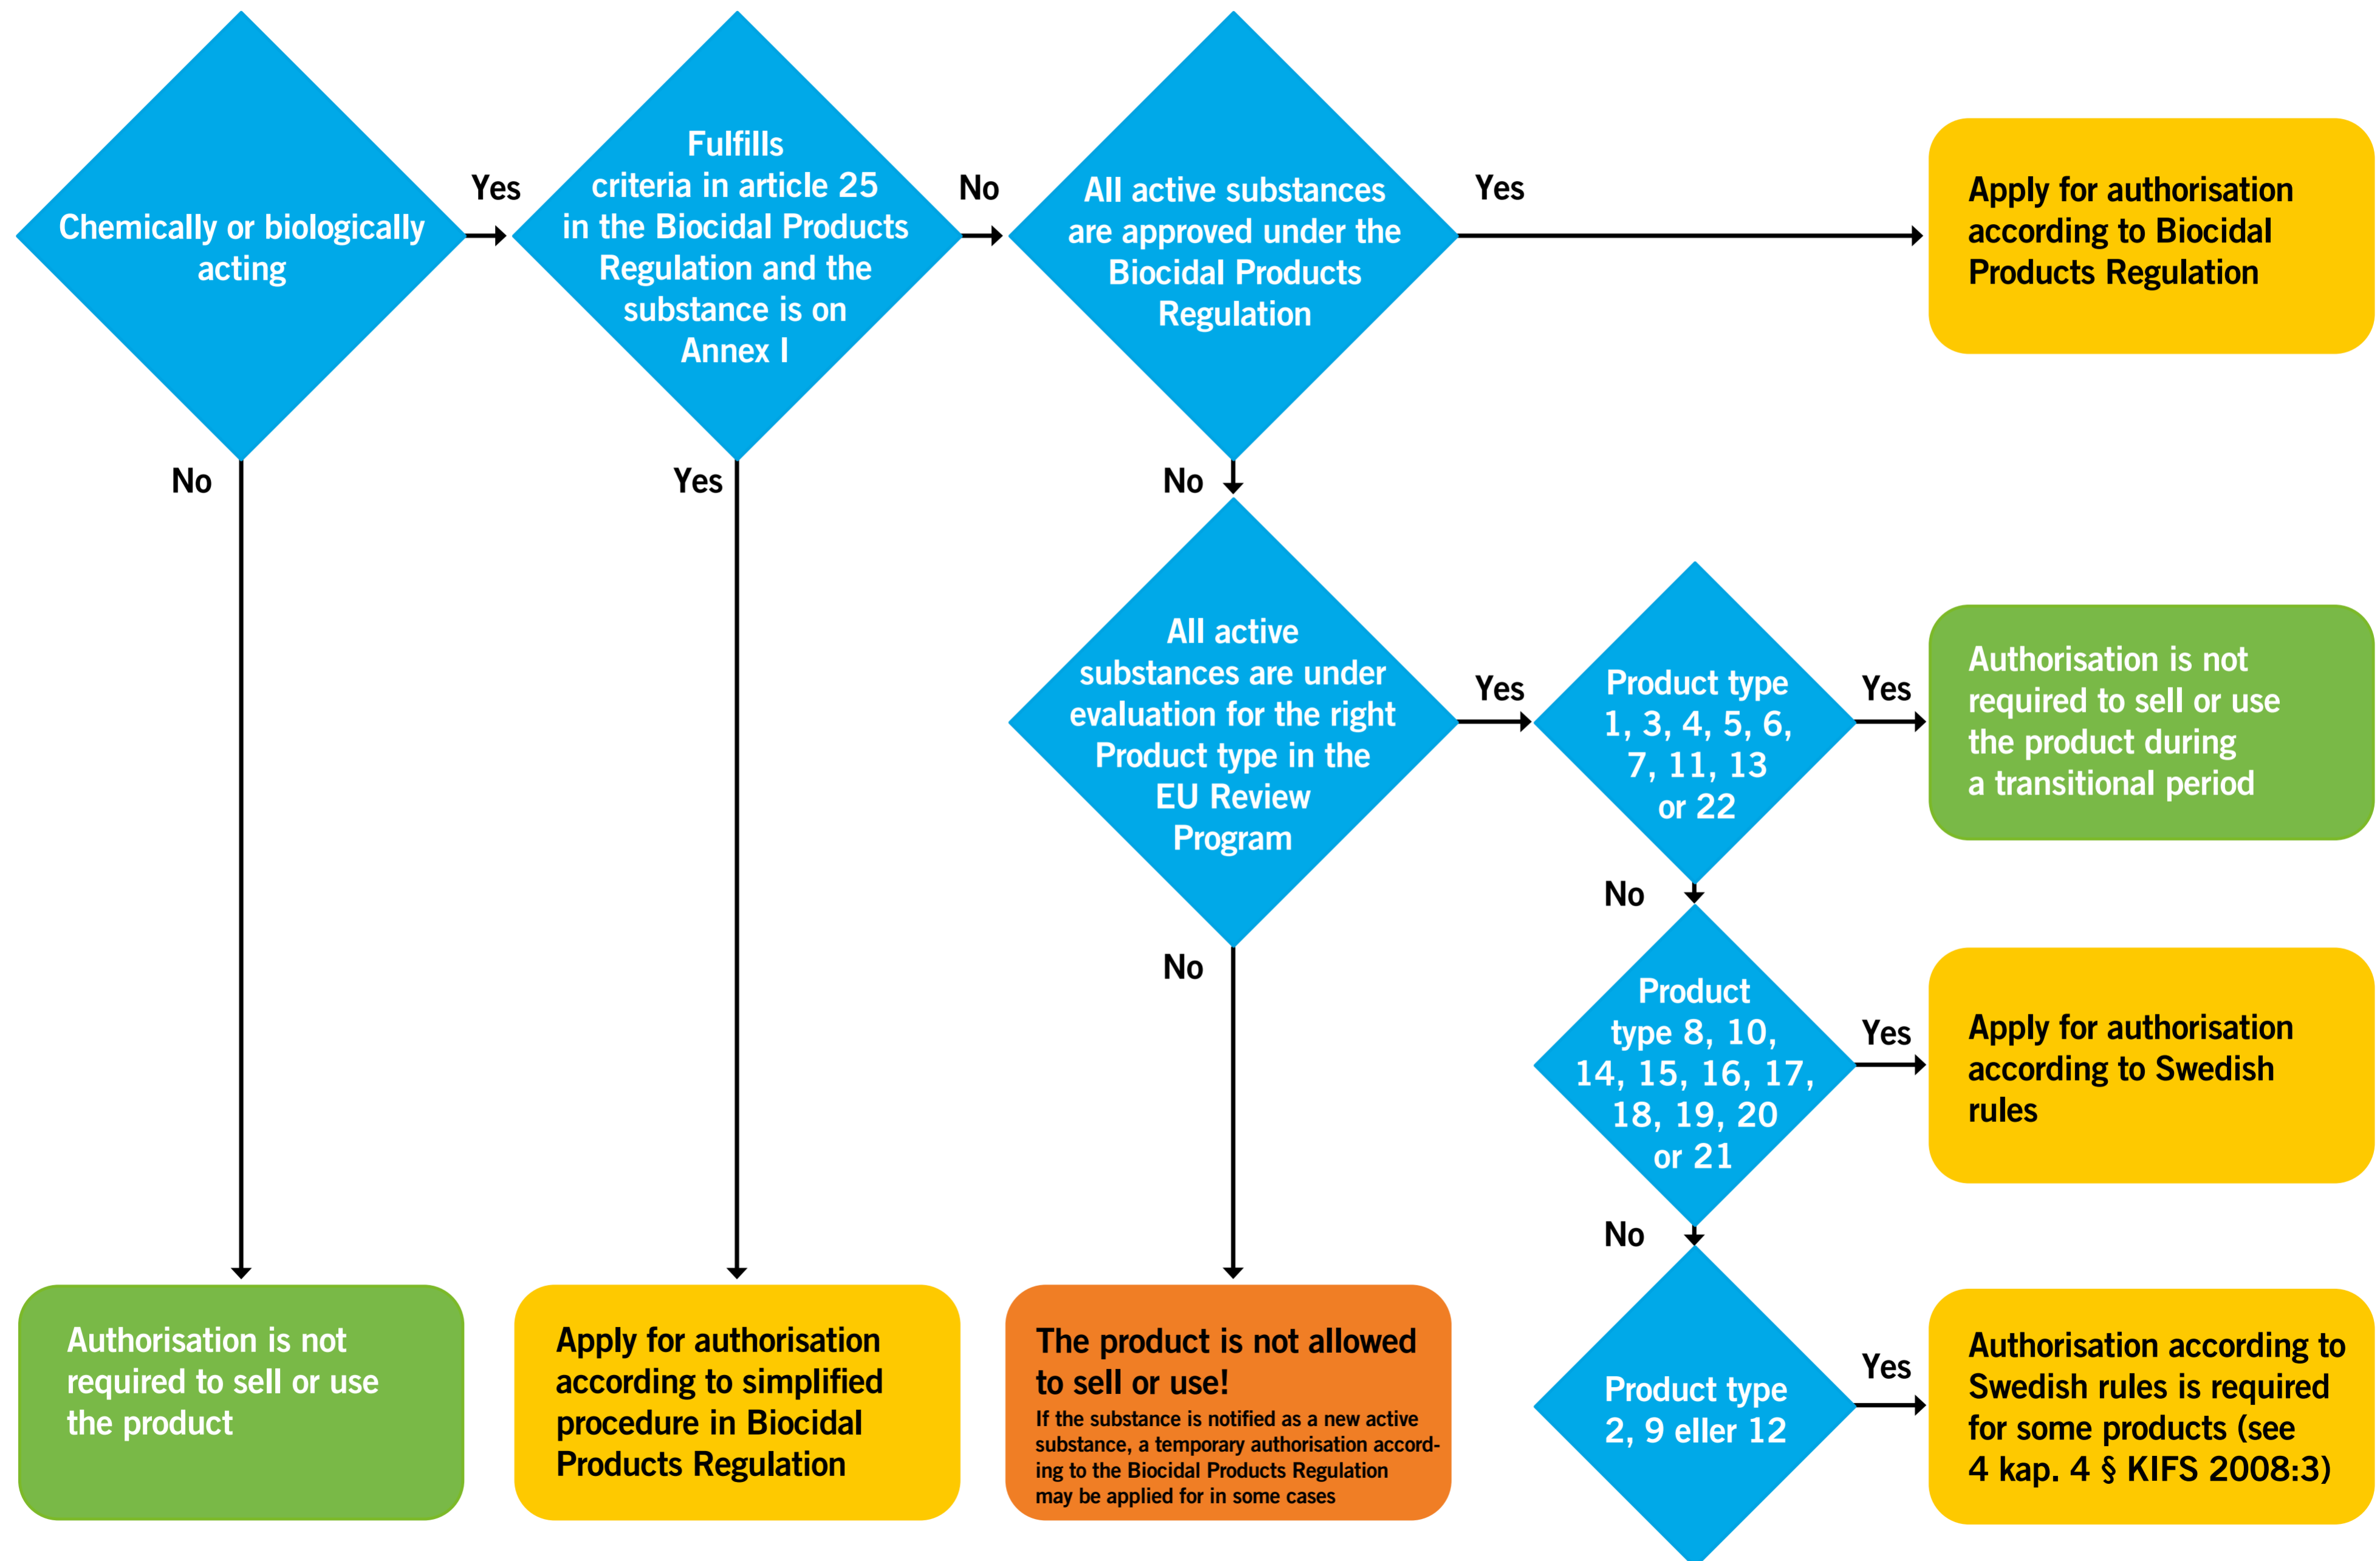 Chemically or biologically
acting
Yes
No
Fulfills
criteria in article 25
in the Biocidal Products
Regulation and the
substance is on
Annex I
No
Yes
All active substances
are approved under the
Biocidal Products
Regulation
Yes
No
Apply for authorisation
according to Biocidal
Products Regulation
All active
substances are under
evaluation for the right
Product type in the
EU Review
Program
Yes
No
Product type
1, 3, 4, 5, 6,
7, 11, 13
or 22
Yes
No
Authorisation is not
required to sell or use
the product during
a transitional period
Product
type 8, 10,
14, 15, 16, 17,
18, 19, 20
or 21
Yes
No
Apply for authorisation
according to Swedish
rules
Product type
2, 9 eller 12
Yes
Authorisation according to
Swedish rules is required
for some products (see
4 kap. 4 § KIFS 2008:3)
Authorisation is not
required to sell or use
the product
Apply for authorisation
according to simplified
procedure in Biocidal
Products Regulation
The product is not allowed
to sell or use!
If the substance is notified as a new active
substance, a temporary authorisation accord-
ing to the Biocidal Products Regulation
may be applied for in some cases